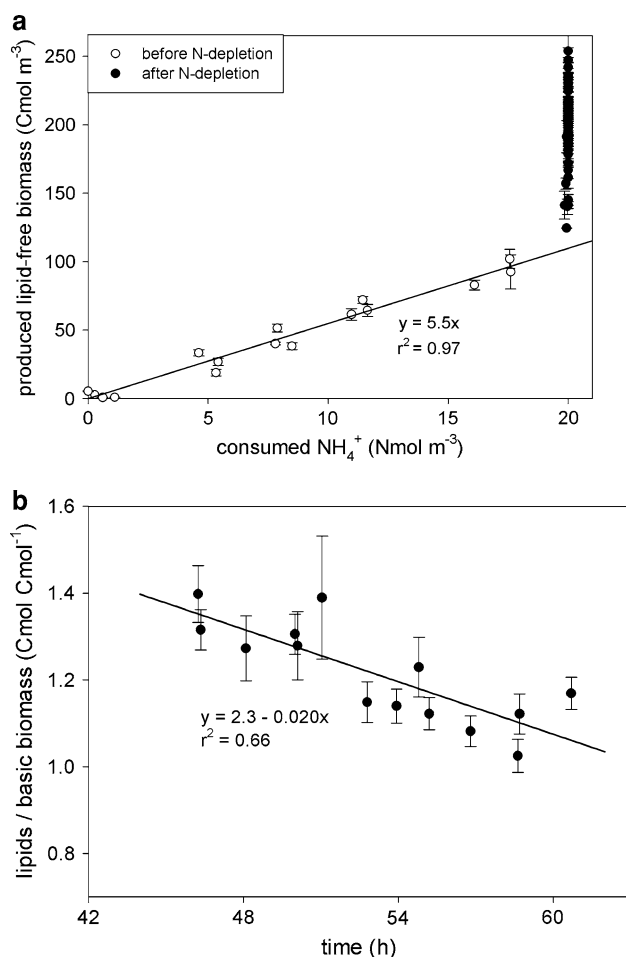 a
produced lipid-free biomass (Cmol m⁻³)
250
200
150
100
50
0
before N-depletion
after N-depletion
y = 5.5x
r² = 0.97
0 5 10 15 20
consumed NH₄⁺ (Nmol m⁻³)
b
lipids / basic biomass (Cmol Cmol⁻¹)
1.6
1.4
1.2
1.0
0.8
y = 2.3 - 0.020x
r² = 0.66
42 48 54 60
time (h)